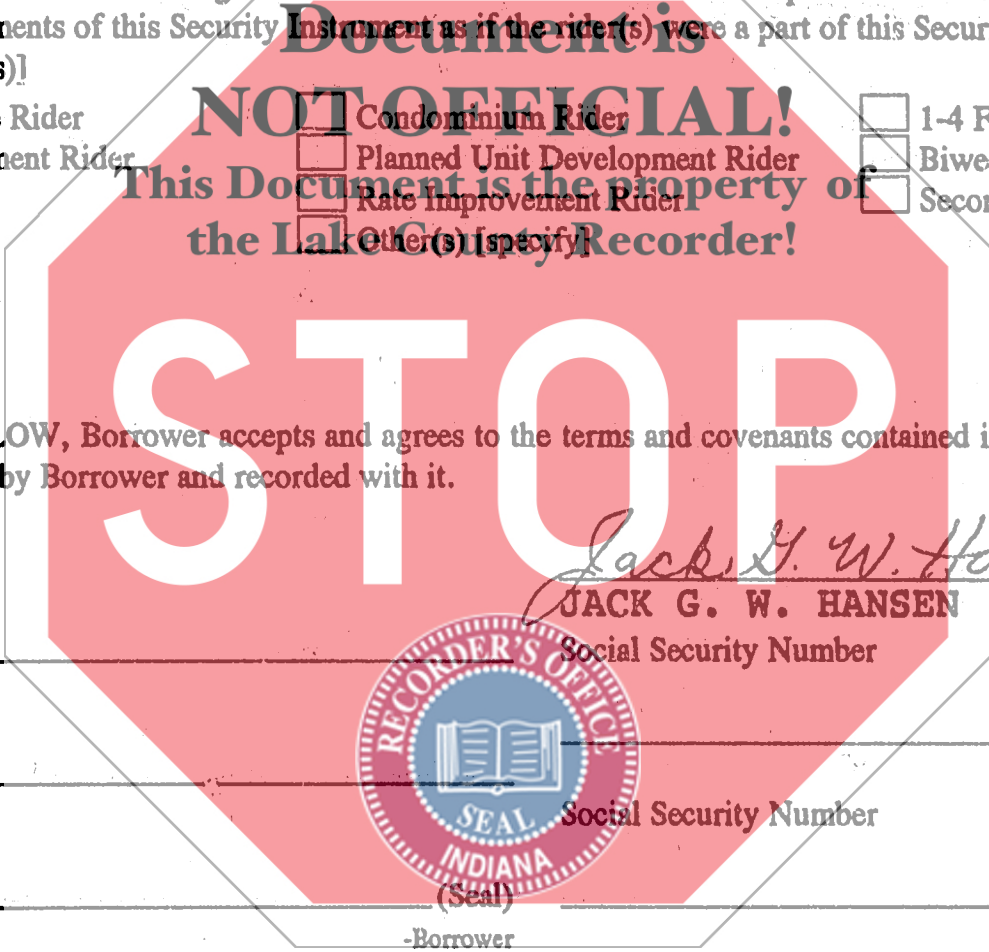 Document is
nents of this Security Instrument as if the rider(s) were a part of this Secur
s)]
NOT OFFICIAL!
Rider Condominium Rider 1-4 F
nent Rider Planned Unit Development Rider Biwe
This Document is the property of
Rate Improvement Rider Secon
the Lake County Recorder!
Other(s) [specify]
STOP
OW, Borrower accepts and agrees to the terms and covenants contained i
by Borrower and recorded with it.
Jack G. W. Ha
JACK G. W. HANSEN
Social Security Number
RECORDER'S OFFICE
SEAL
INDIANA
Social Security Number
(Seal)
-Borrower